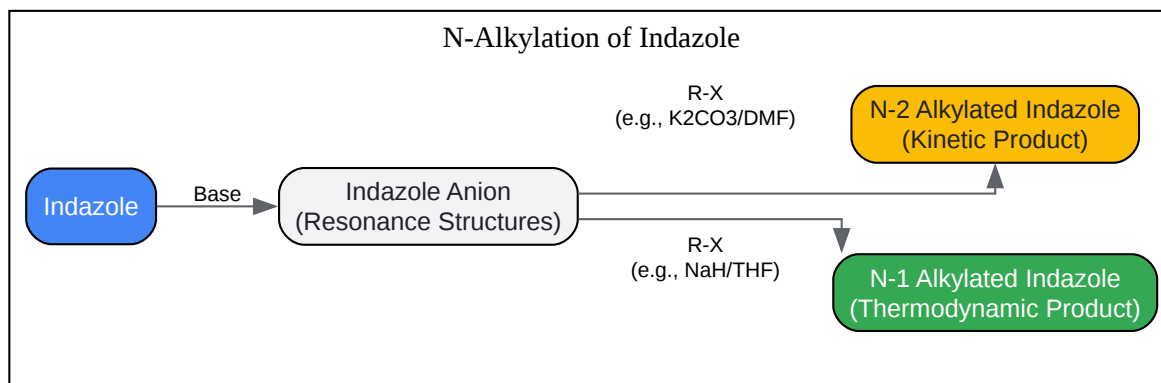 N-Alkylation of Indazole
R-X
(e.g., K2CO3/DMF)
N-2 Alkylated Indazole
(Kinetic Product)
Indazole
Base
Indazole Anion
(Resonance Structures)
R-X
(e.g., NaH/THF)
N-1 Alkylated Indazole
(Thermodynamic Product)